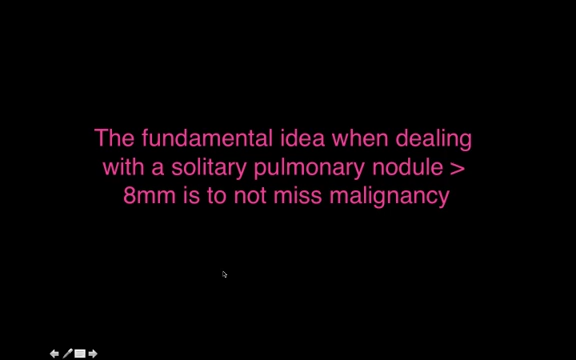 The fundamental idea when dealing
with a solitary pulmonary nodule >
8mm is to not miss malignancy